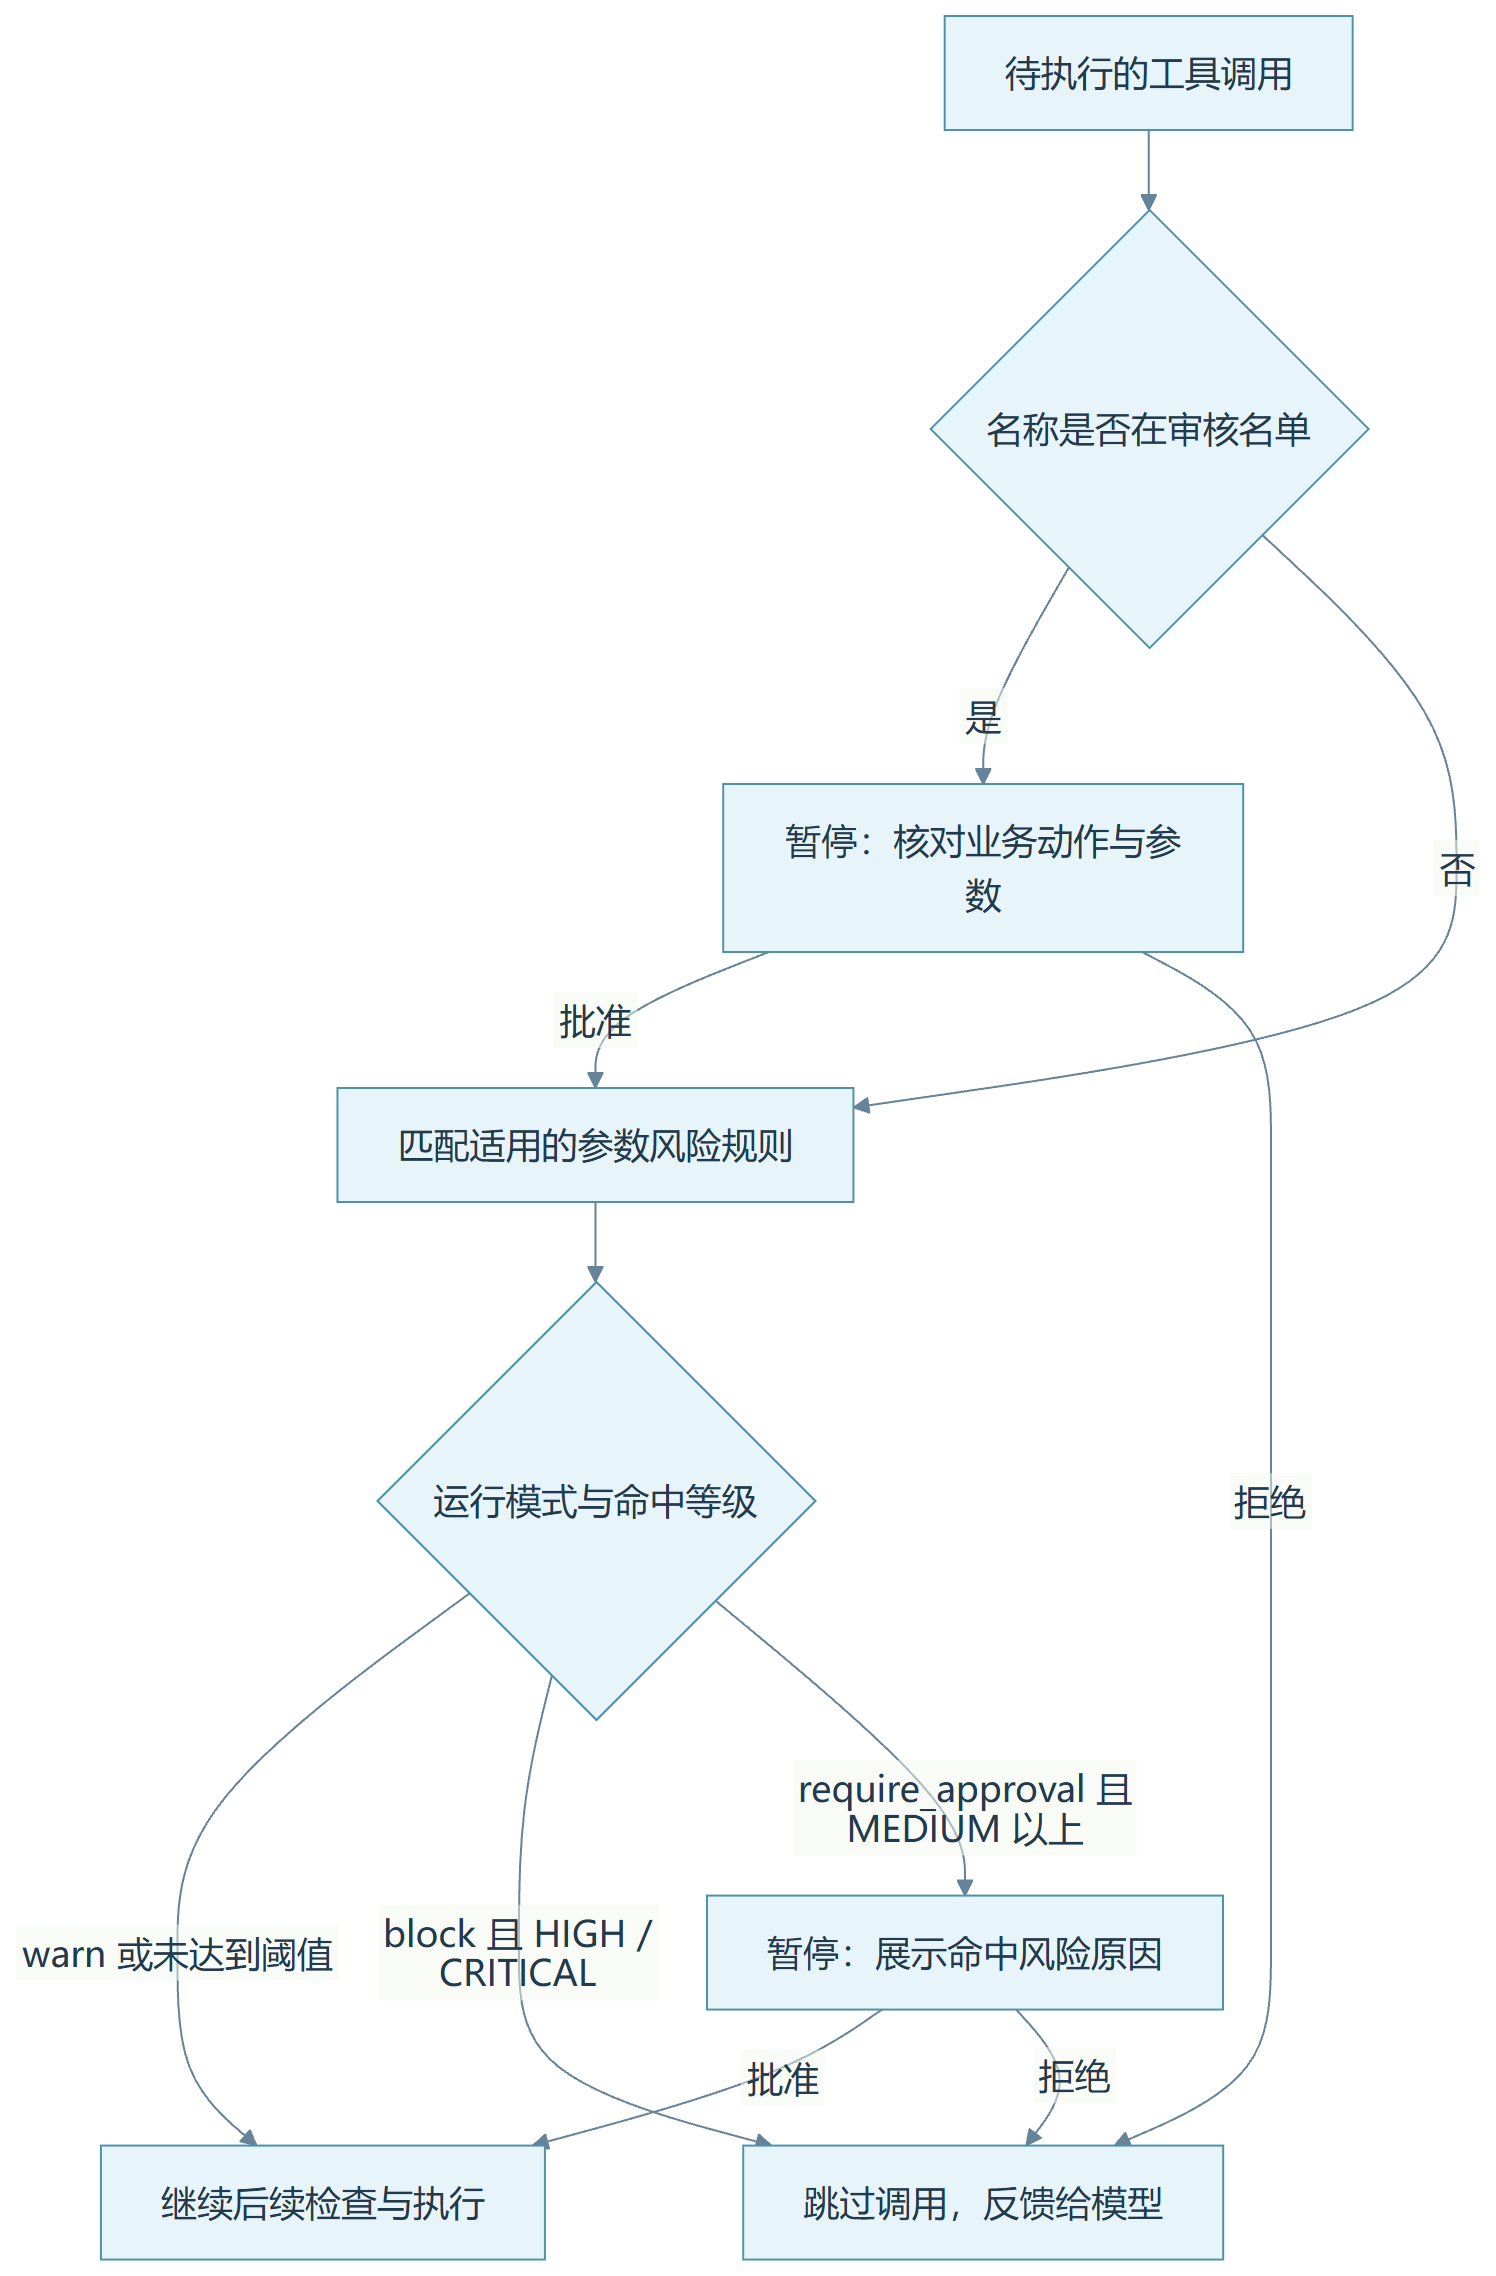 待执行的工具调用
名称是否在审核名单
是
暂停：核对业务动作与参
数
否
批准
匹配适用的参数风险规则
运行模式与命中等级
拒绝
require_approval 且
MEDIUM 以上
warn 或未达到阈值
block 且 HIGH /
CRITICAL
暂停：展示命中风险原因
批准
拒绝
继续后续检查与执行
跳过调用，反馈给模型